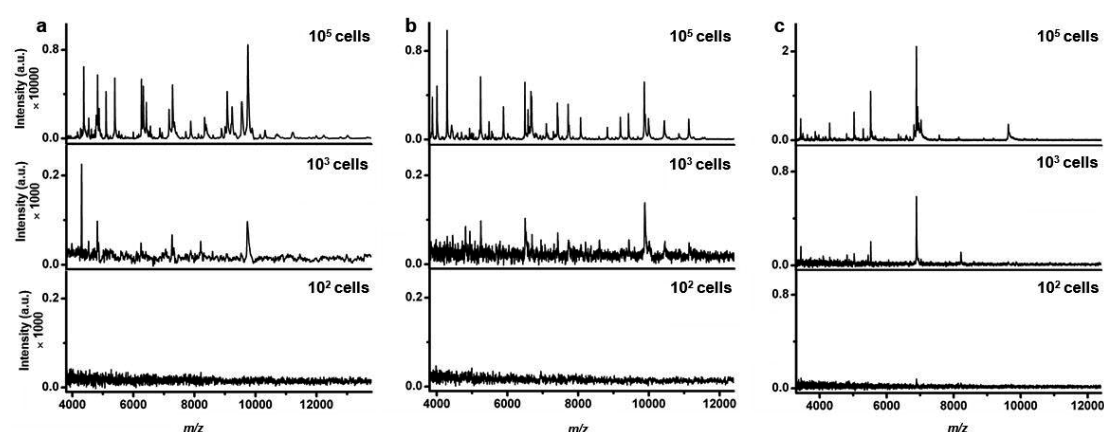 a
10⁵ cells
Intensity (a.u.)
× 10000
0.8
0.0
10³ cells
Intensity (a.u.)
× 1000
0.2
0.0
10² cells
Intensity (a.u.)
× 1000
0.2
0.0
4000 6000 8000 10000 12000
m/z
b
10⁵ cells
0.8
0.0
10³ cells
0.2
0.0
10² cells
0.2
0.0
4000 6000 8000 10000 12000
m/z
c
10⁵ cells
2
0
10³ cells
0.8
0.0
10² cells
0.8
0.0
4000 6000 8000 10000 12000
m/z